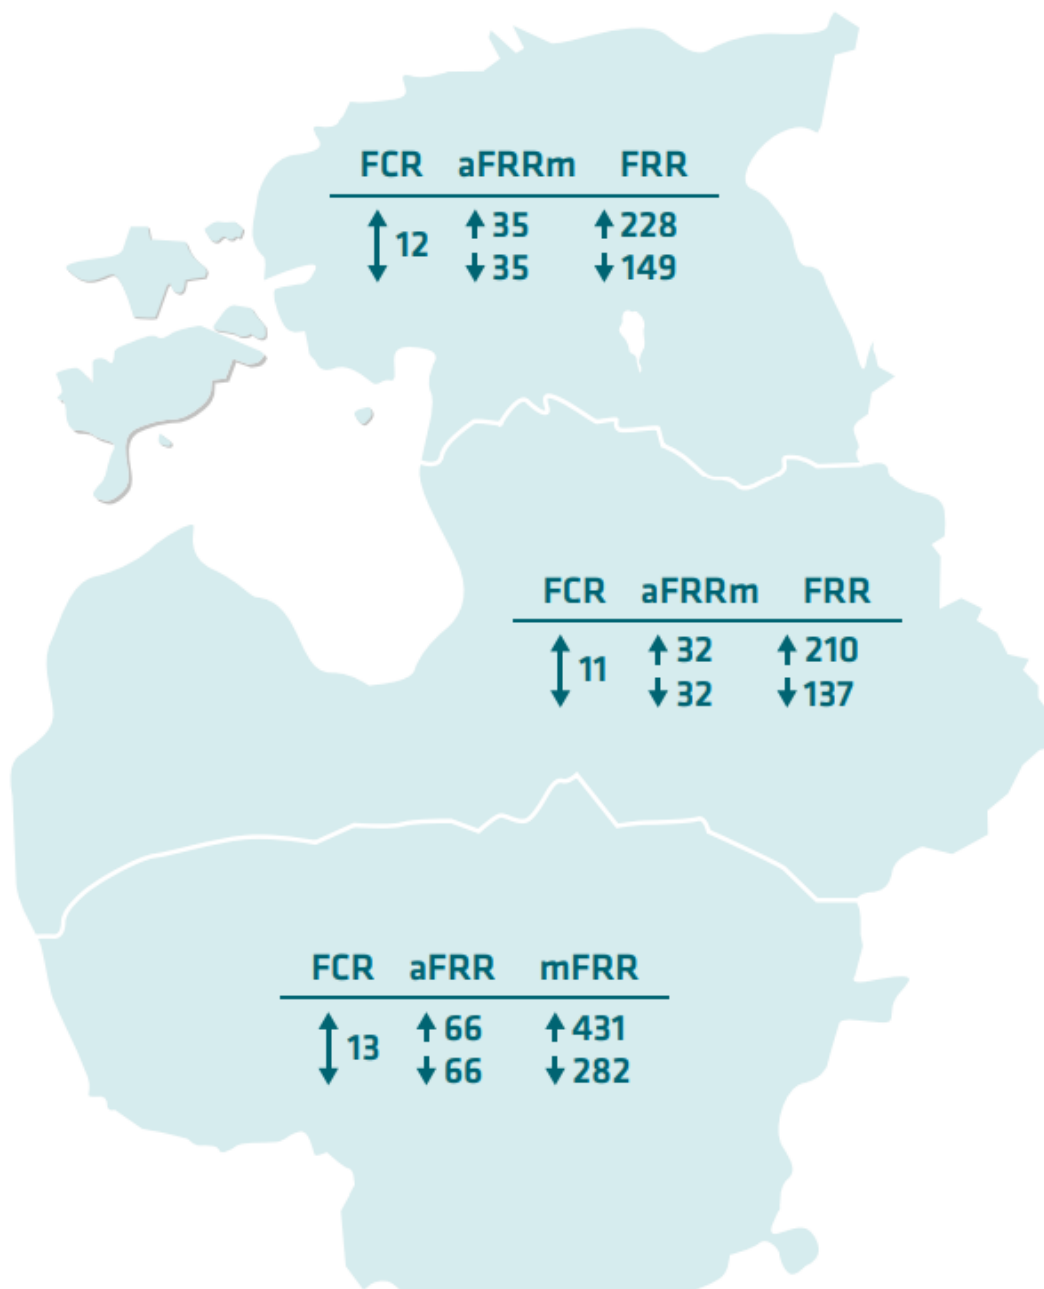 FCR aFRRm FRR
↕ 12 ↑ 35 ↑ 228
↓ 35 ↓ 149
FCR aFRRm FRR
↕ 11 ↑ 32 ↑ 210
↓ 32 ↓ 137
FCR aFRR mFRR
↕ 13 ↑ 66 ↑ 431
↓ 66 ↓ 282